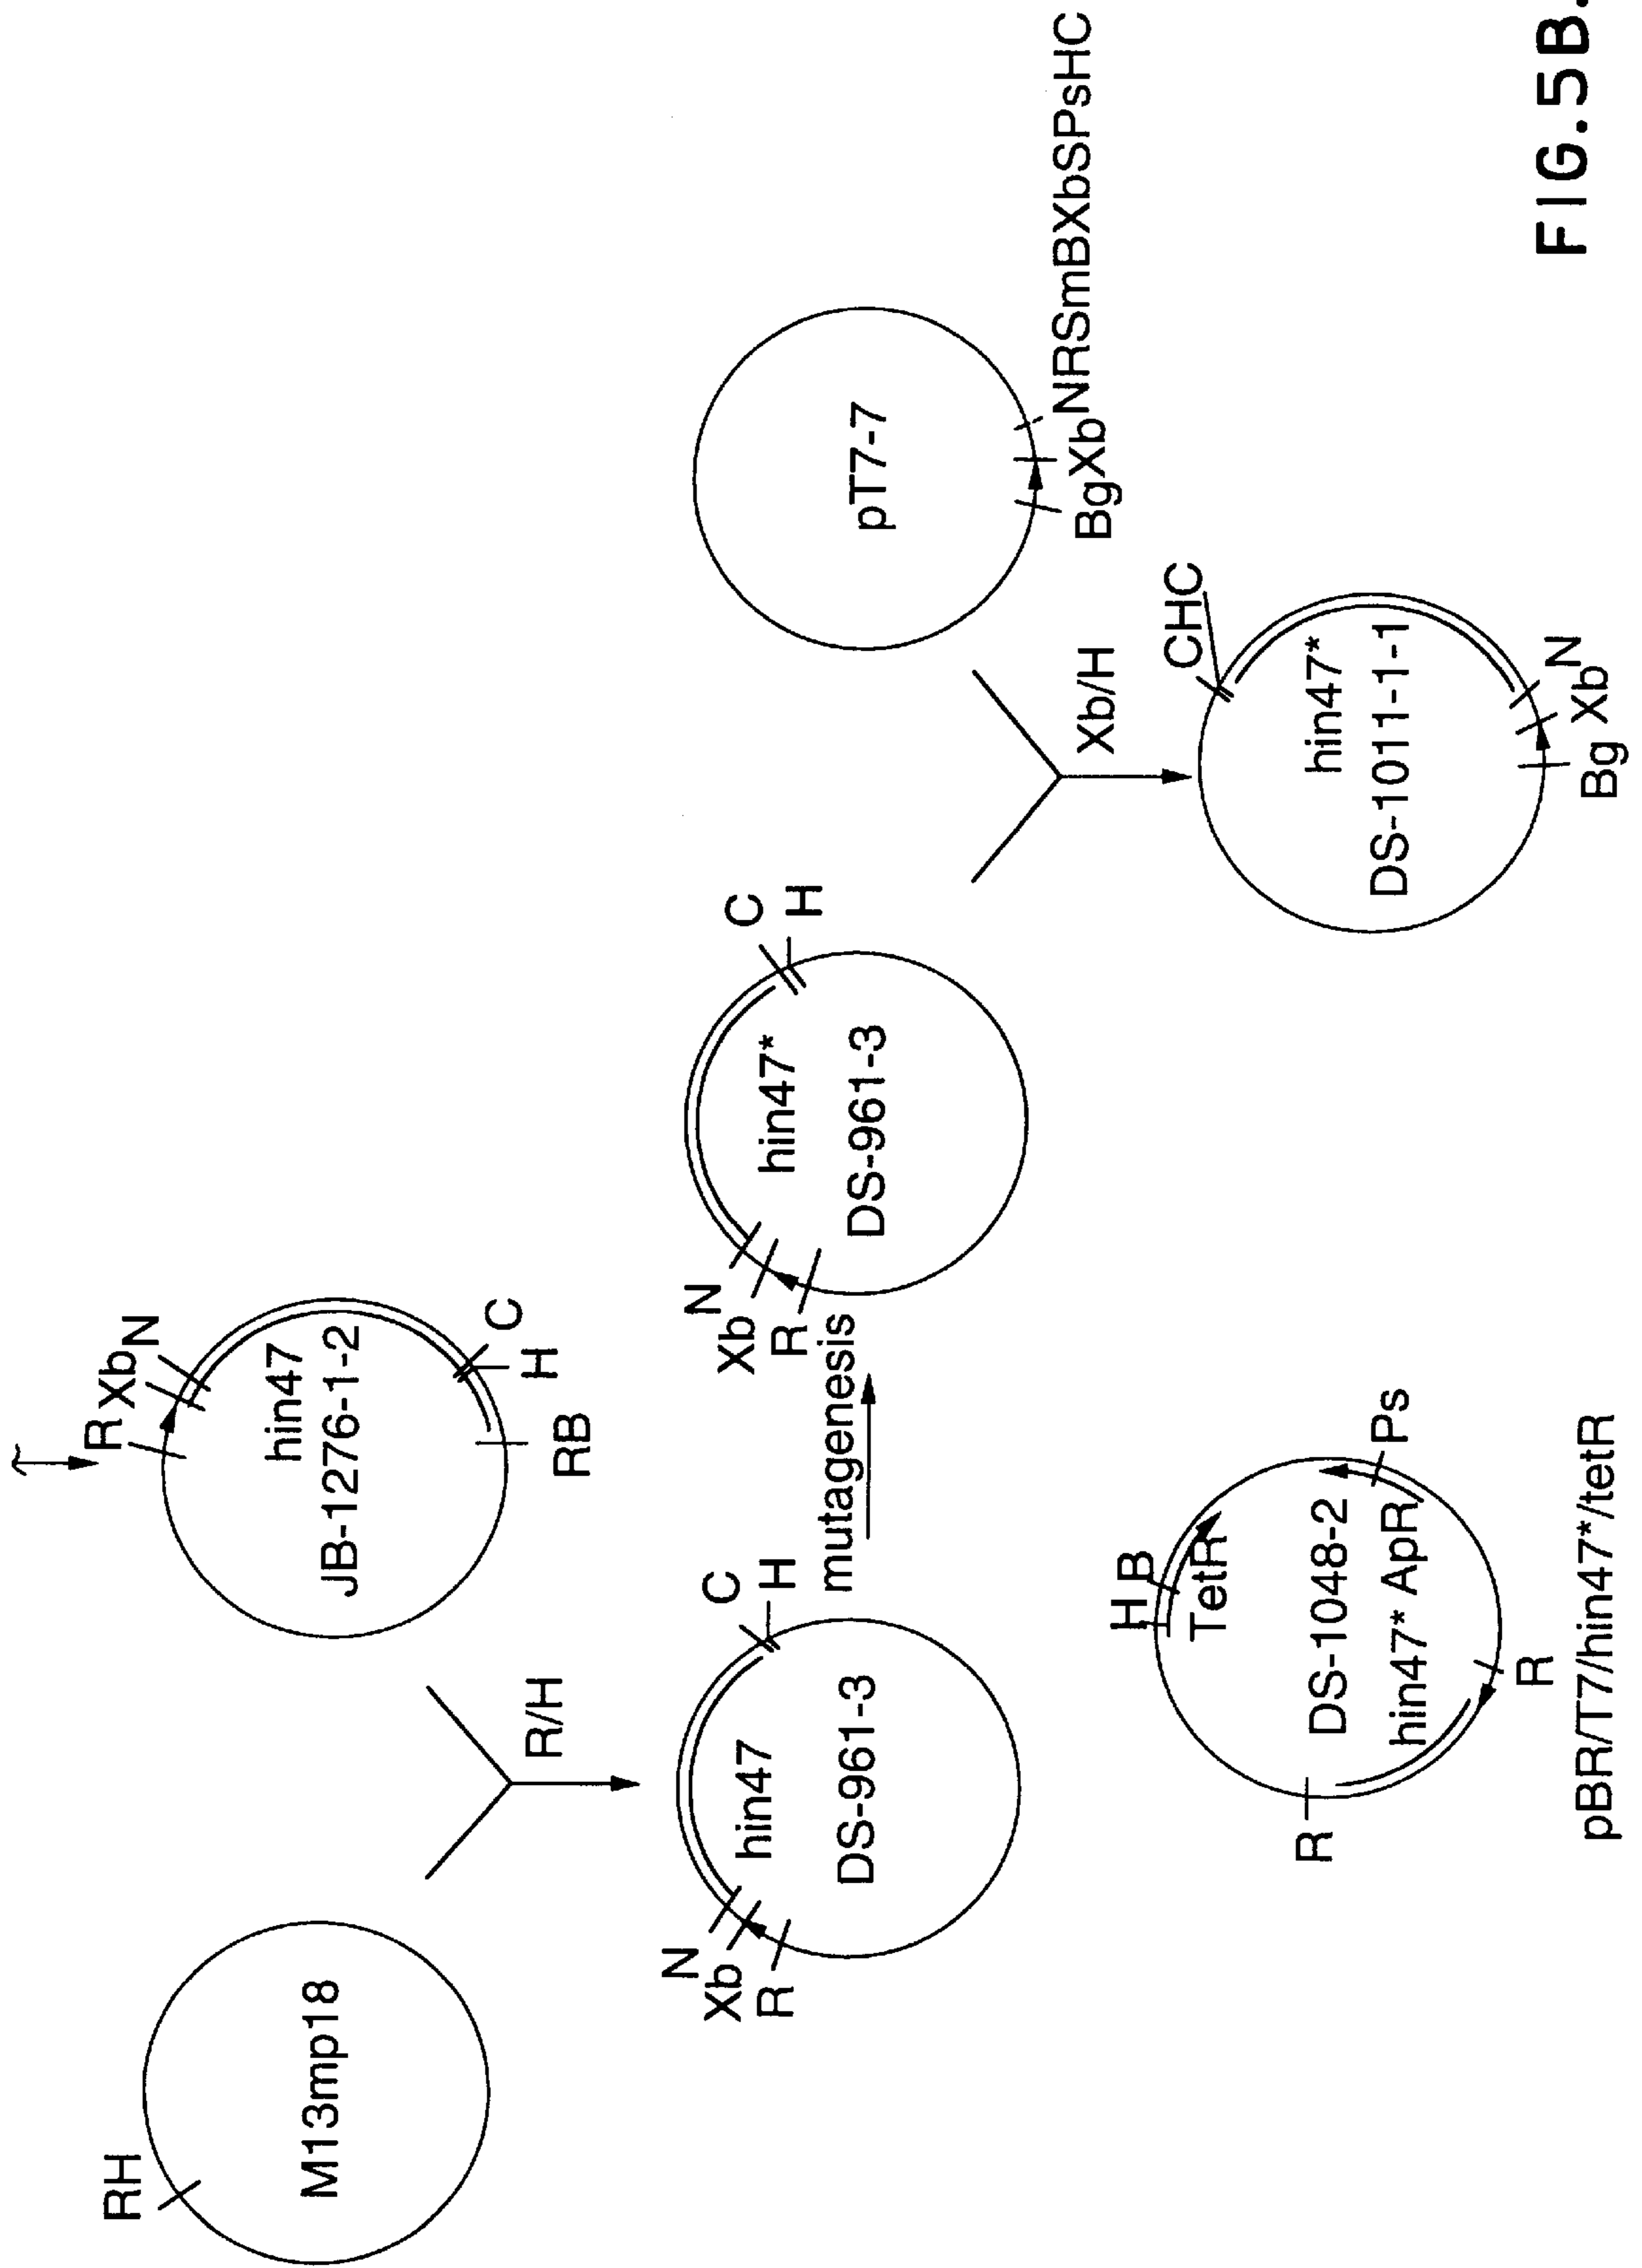 RH
M13mp18
R Xb N
hin47
JB-1276-1-2
C
H
RB
R/H
N
Xb
R
hin47
DS-961-3
C
H
mutagenesis
N
Xb
R
hin47*
DS-961-3
C
H
pT7-7
Bg Xb NRSmBXbSPsHC
Xb/H
CHC
hin47*
DS-1011-1-1
N
Xb
Bg
H B
TetR
DS-1048-2
hin47* ApR
Ps
R
R
pBR/T7/hin47*/tetR
FIG.5B.